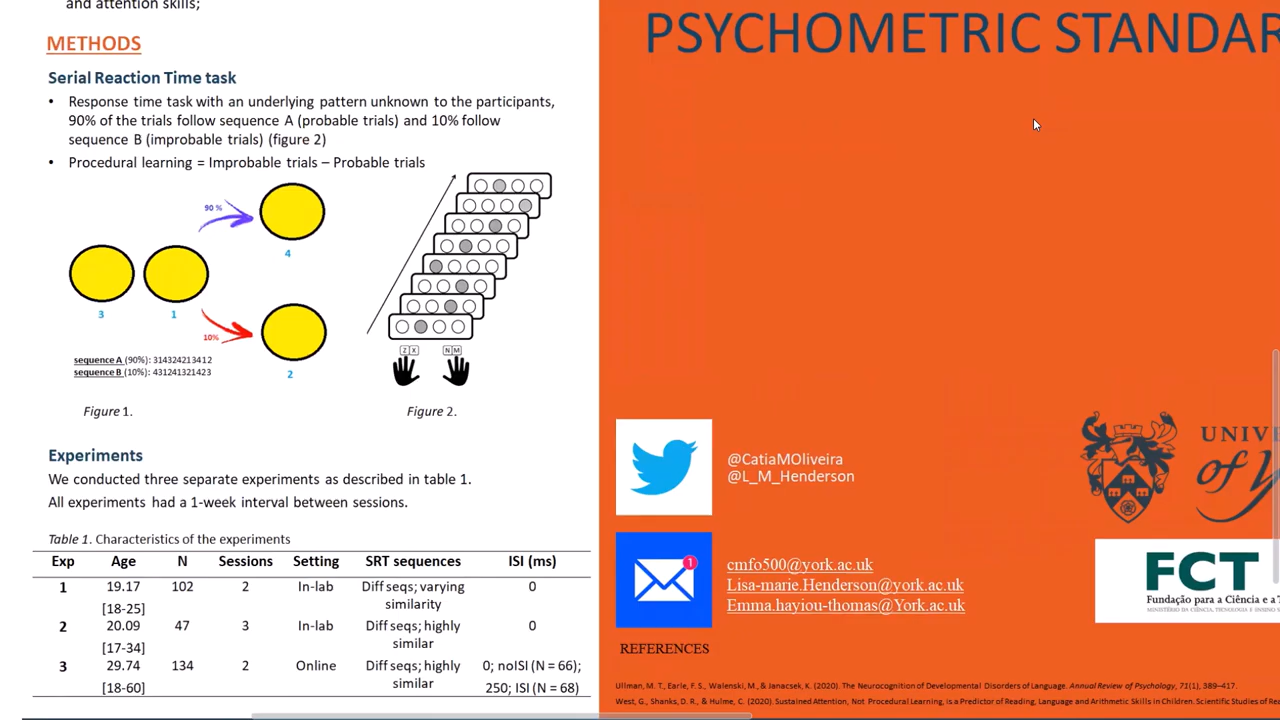 and attention skills;
METHODS
Serial Reaction Time task
• Response time task with an underlying pattern unknown to the participants,
90% of the trials follow sequence A (probable trials) and 10% follow
sequence B (improbable trials) (figure 2)
• Procedural learning = Improbable trials – Probable trials
90 %
4
3
1
10%
2
sequence A (90%): 314324213412
sequence B (10%): 431241321423
Z X N M
Figure 1.
Figure 2.
Experiments
We conducted three separate experiments as described in table 1.
All experiments had a 1-week interval between sessions.
Table 1. Characteristics of the experiments
Exp Age N Sessions Setting SRT sequences ISI (ms)
1 19.17 102 2 In-lab Diff seqs; varying 0
[18-25] similarity
2 20.09 47 3 In-lab Diff seqs; highly 0
[17-34] similar
3 29.74 134 2 Online Diff seqs; highly 0; noISI (N = 66);
[18-60] similar 250; ISI (N = 68)
PSYCHOMETRIC STANDAR
@CatiaMOliveira
@L_M_Henderson
UNIV
of Y
1
cmfo500@york.ac.uk
Lisa-marie.Henderson@york.ac.uk
Emma.hayiou-thomas@York.ac.uk
FCT
Fundação para a Ciência e a T
MINISTÉRIO DA CIÊNCIA, TECNOLOGIA E ENSINO S
REFERENCES
Ullman, M. T., Earle, F. S., Walenski, M., & Janacsek, K. (2020). The Neurocognition of Developmental Disorders of Language. Annual Review of Psychology, 71(1), 389–417.
West, G., Shanks, D. R., & Hulme, C. (2020). Sustained Attention, Not Procedural Learning, is a Predictor of Reading, Language and Arithmetic Skills in Children. Scientific Studies of Rea